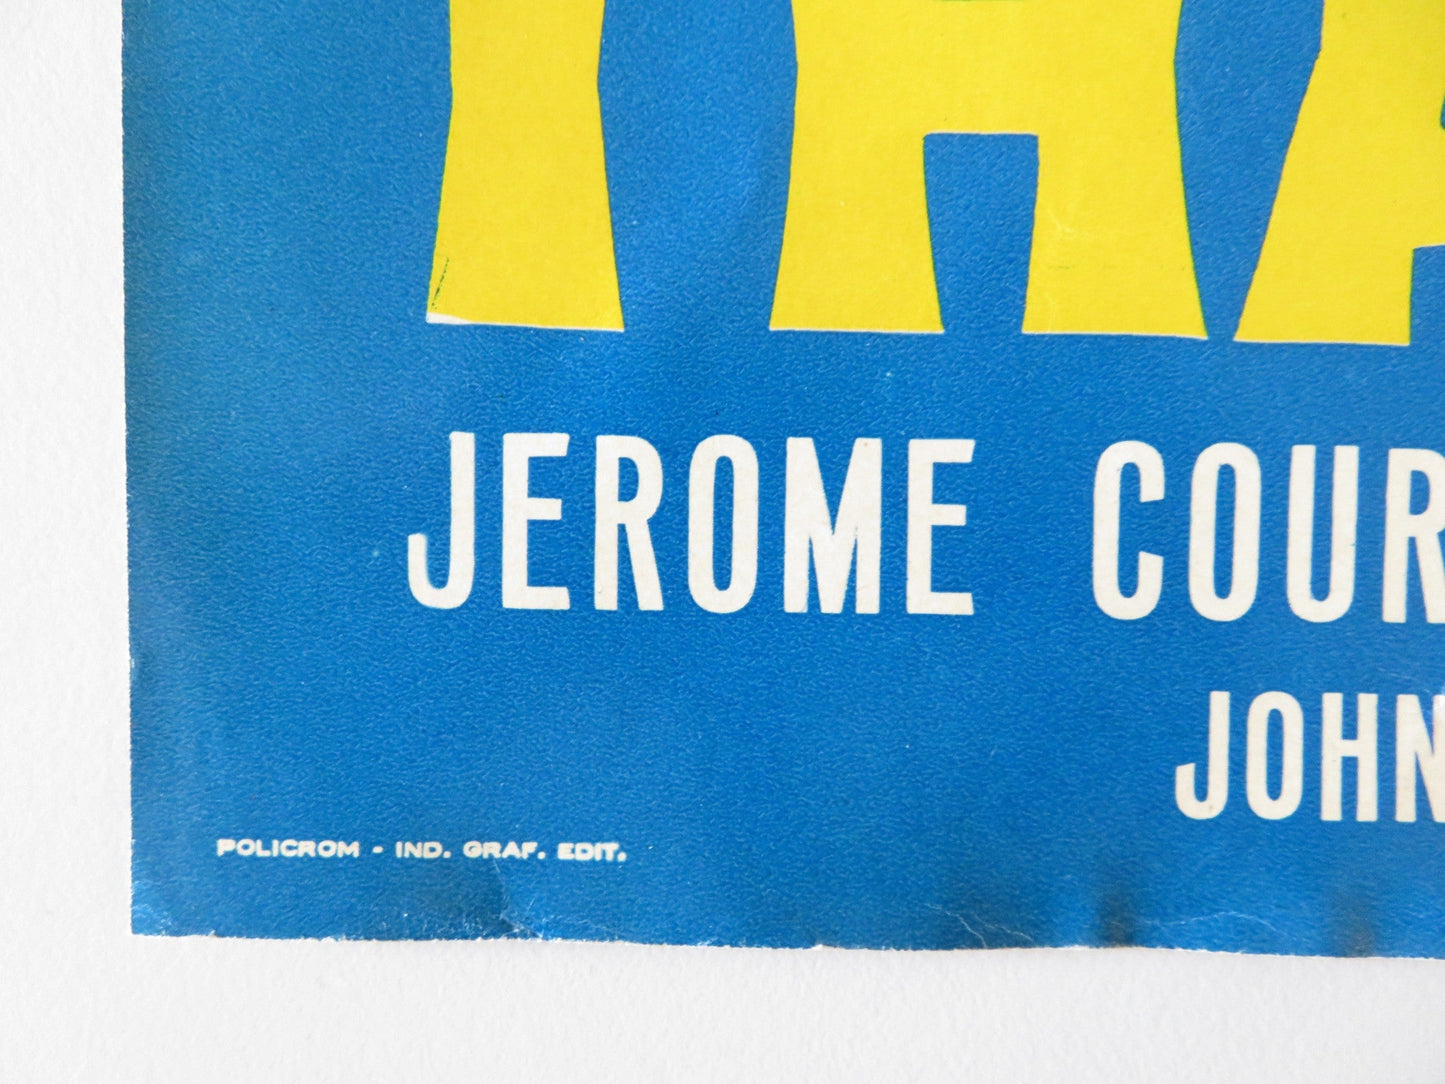 JEROME COUR
JOHN
POLICROM - IND. GRAF. EDIT.